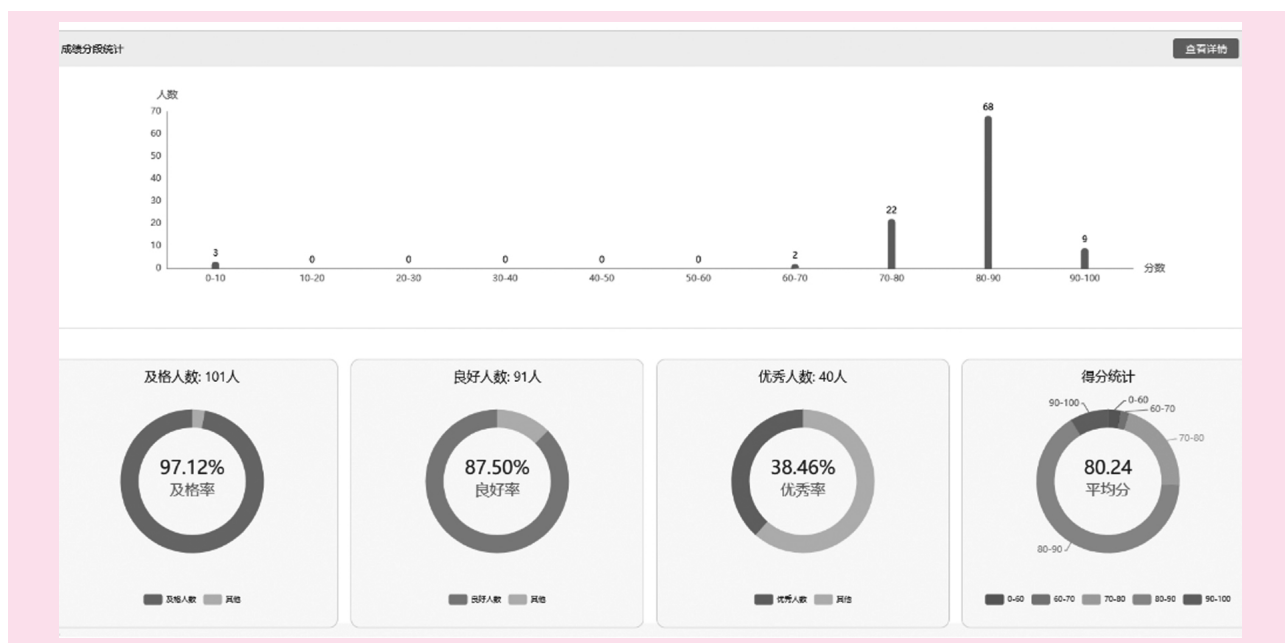 成绩分段统计
查看详情
人数
70
60
50
40
30
20
10
0
3
0
0
0
0
0
2
22
68
9
0-10
10-20
20-30
30-40
40-50
50-60
60-70
70-80
80-90
90-100
分数
及格人数: 101人
97.12%
及格率
及格人数 其他
良好人数: 91人
87.50%
良好率
良好人数 其他
优秀人数: 40人
38.46%
优秀率
优秀人数 其他
得分统计
90-100
0-60
60-70
70-80
80-90
80.24
平均分
0-60 60-70 70-80 80-90 90-100